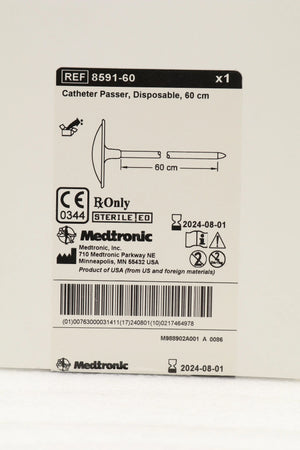 REF 8591-60 x1
Catheter Passer, Disposable, 60 cm
60 cm
CE
0344
Rx Only
STERILE EO
2024-08-01
Medtronic
Medtronic, Inc.
710 Medtronic Parkway NE
Minneapolis, MN 55432 USA
Product of USA (from US and foreign materials)
(01)00763000031411(17)240801(10)0217464978
M988902A001 A 0086
Medtronic 2024-08-01